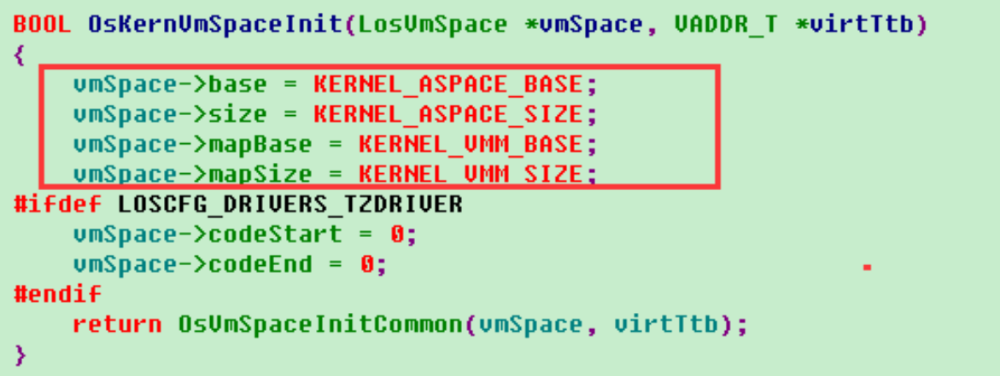 BOOL OsKernVmSpaceInit(LosVmSpace *vmSpace, VADDR_T *virtTtb)
{
    vmSpace->base = KERNEL_ASPACE_BASE;
    vmSpace->size = KERNEL_ASPACE_SIZE;
    vmSpace->mapBase = KERNEL_VMM_BASE;
    vmSpace->mapSize = KERNEL_VMM_SIZE;
#ifdef LOSCFG_DRIVERS_TZDRIVER
    vmSpace->codeStart = 0;
    vmSpace->codeEnd = 0;
#endif
    return OsVmSpaceInitCommon(vmSpace, virtTtb);
}